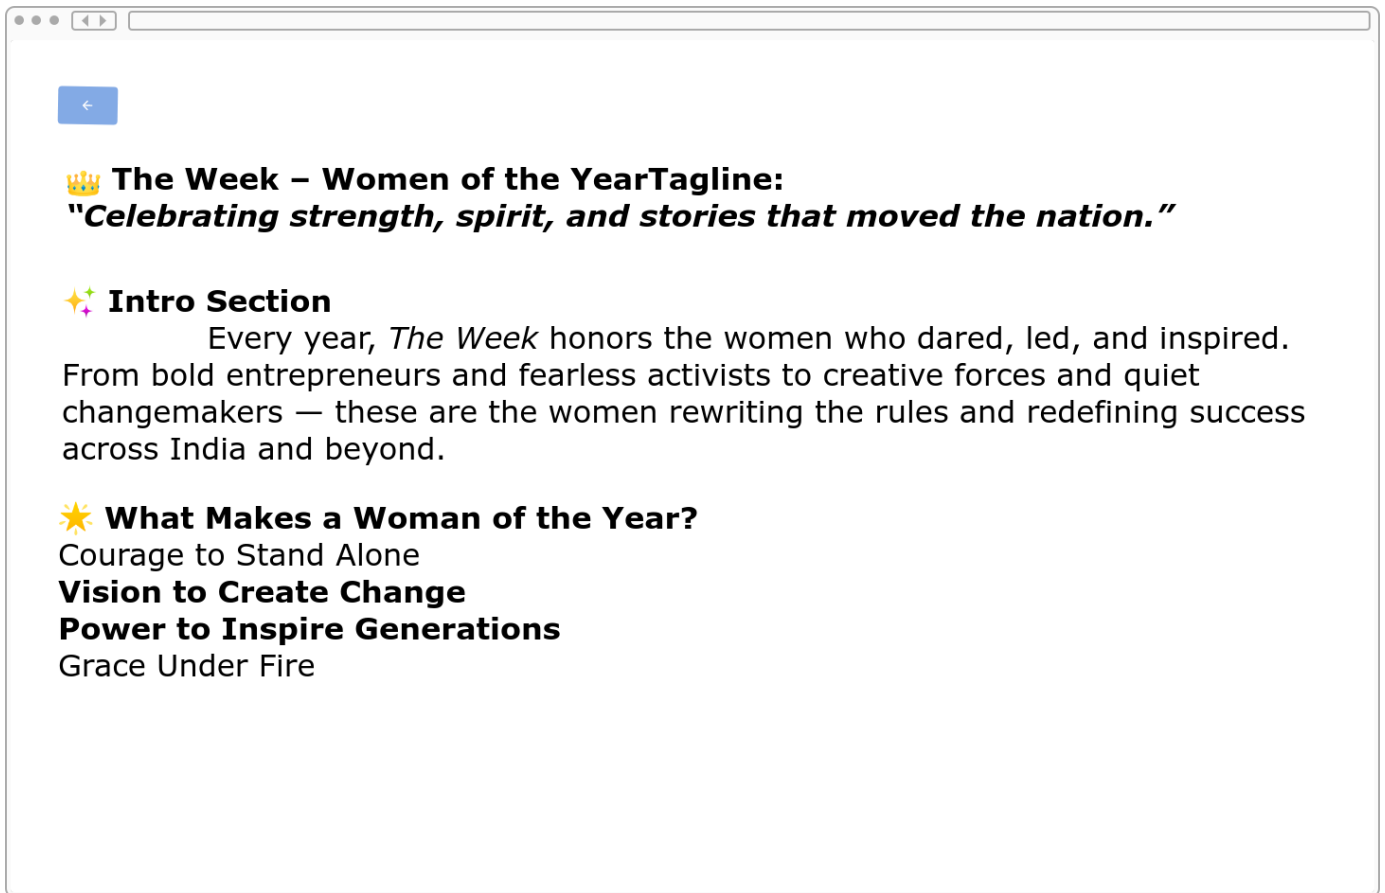 👑 The Week – Women of the YearTagline:
“Celebrating strength, spirit, and stories that moved the nation.”
✨ Intro Section
Every year, The Week honors the women who dared, led, and inspired.
From bold entrepreneurs and fearless activists to creative forces and quiet
changemakers — these are the women rewriting the rules and redefining success
across India and beyond.
🌟 What Makes a Woman of the Year?
Courage to Stand Alone
Vision to Create Change
Power to Inspire Generations
Grace Under Fire